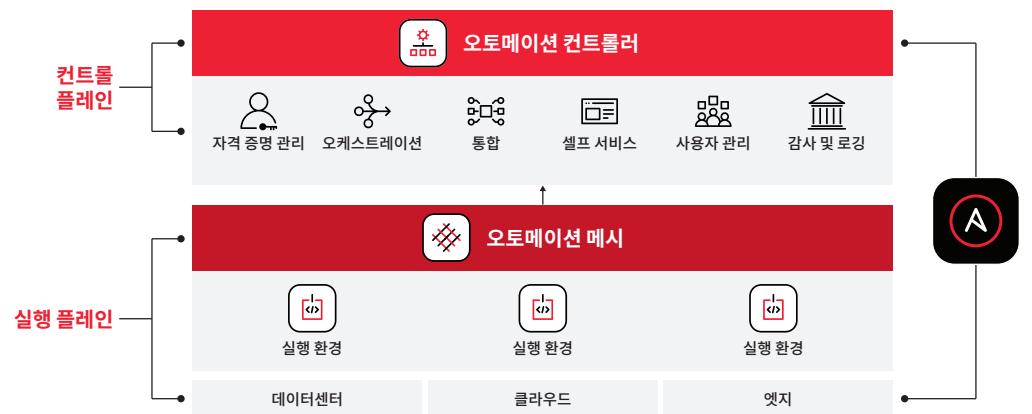 오토메이션 컨트롤러
컨트롤
플레인
자격 증명 관리
오케스트레이션
통합
셀프 서비스
사용자 관리
감사 및 로깅
오토메이션 메시
실행 플레인
실행 환경
실행 환경
실행 환경
데이터센터
클라우드
엣지